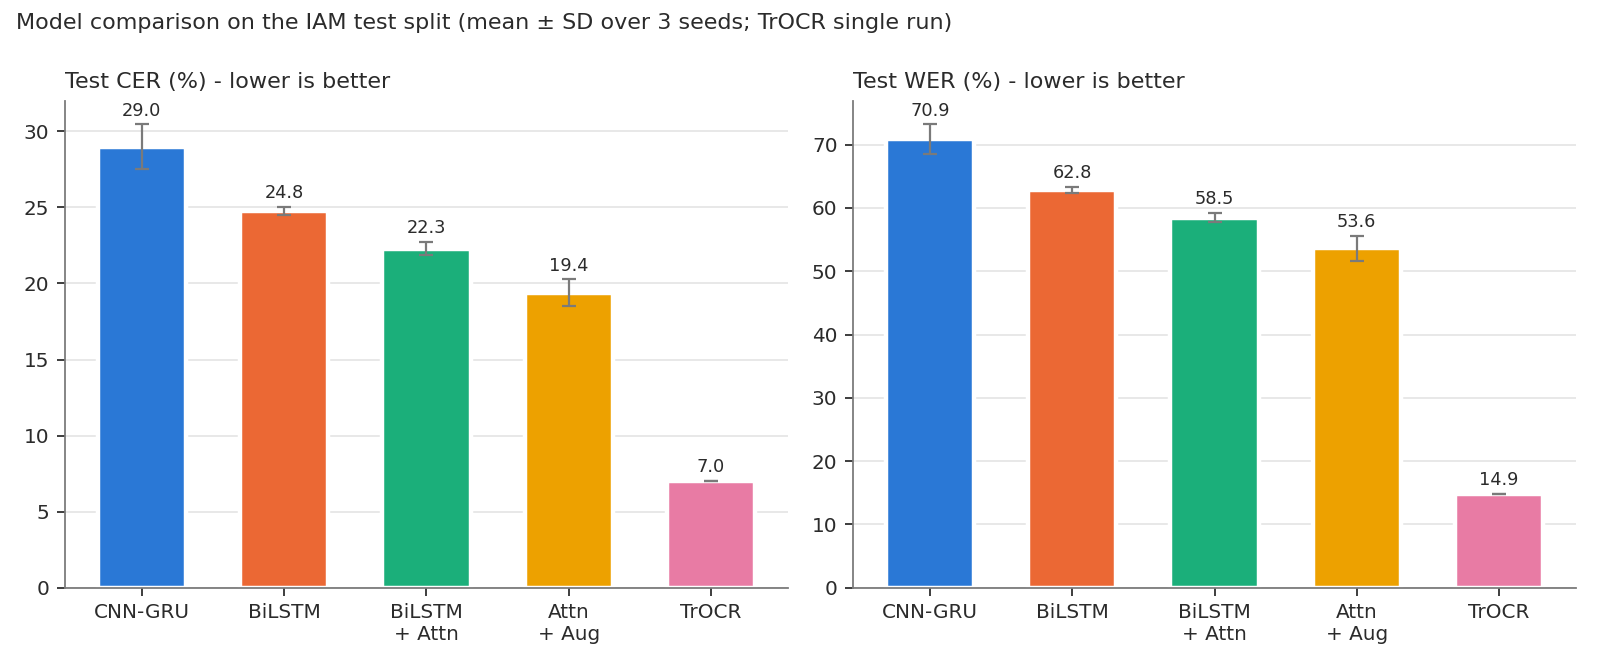 Model comparison on the IAM test split (mean ± SD over 3 seeds; TrOCR single run)
Test CER (%) - lower is better
29.0
24.8
22.3
19.4
7.0
30
25
20
15
10
5
0
CNN-GRU
BiLSTM
BiLSTM
+ Attn
Attn
+ Aug
TrOCR
Test WER (%) - lower is better
70.9
62.8
58.5
53.6
14.9
70
60
50
40
30
20
10
0
CNN-GRU
BiLSTM
BiLSTM
+ Attn
Attn
+ Aug
TrOCR